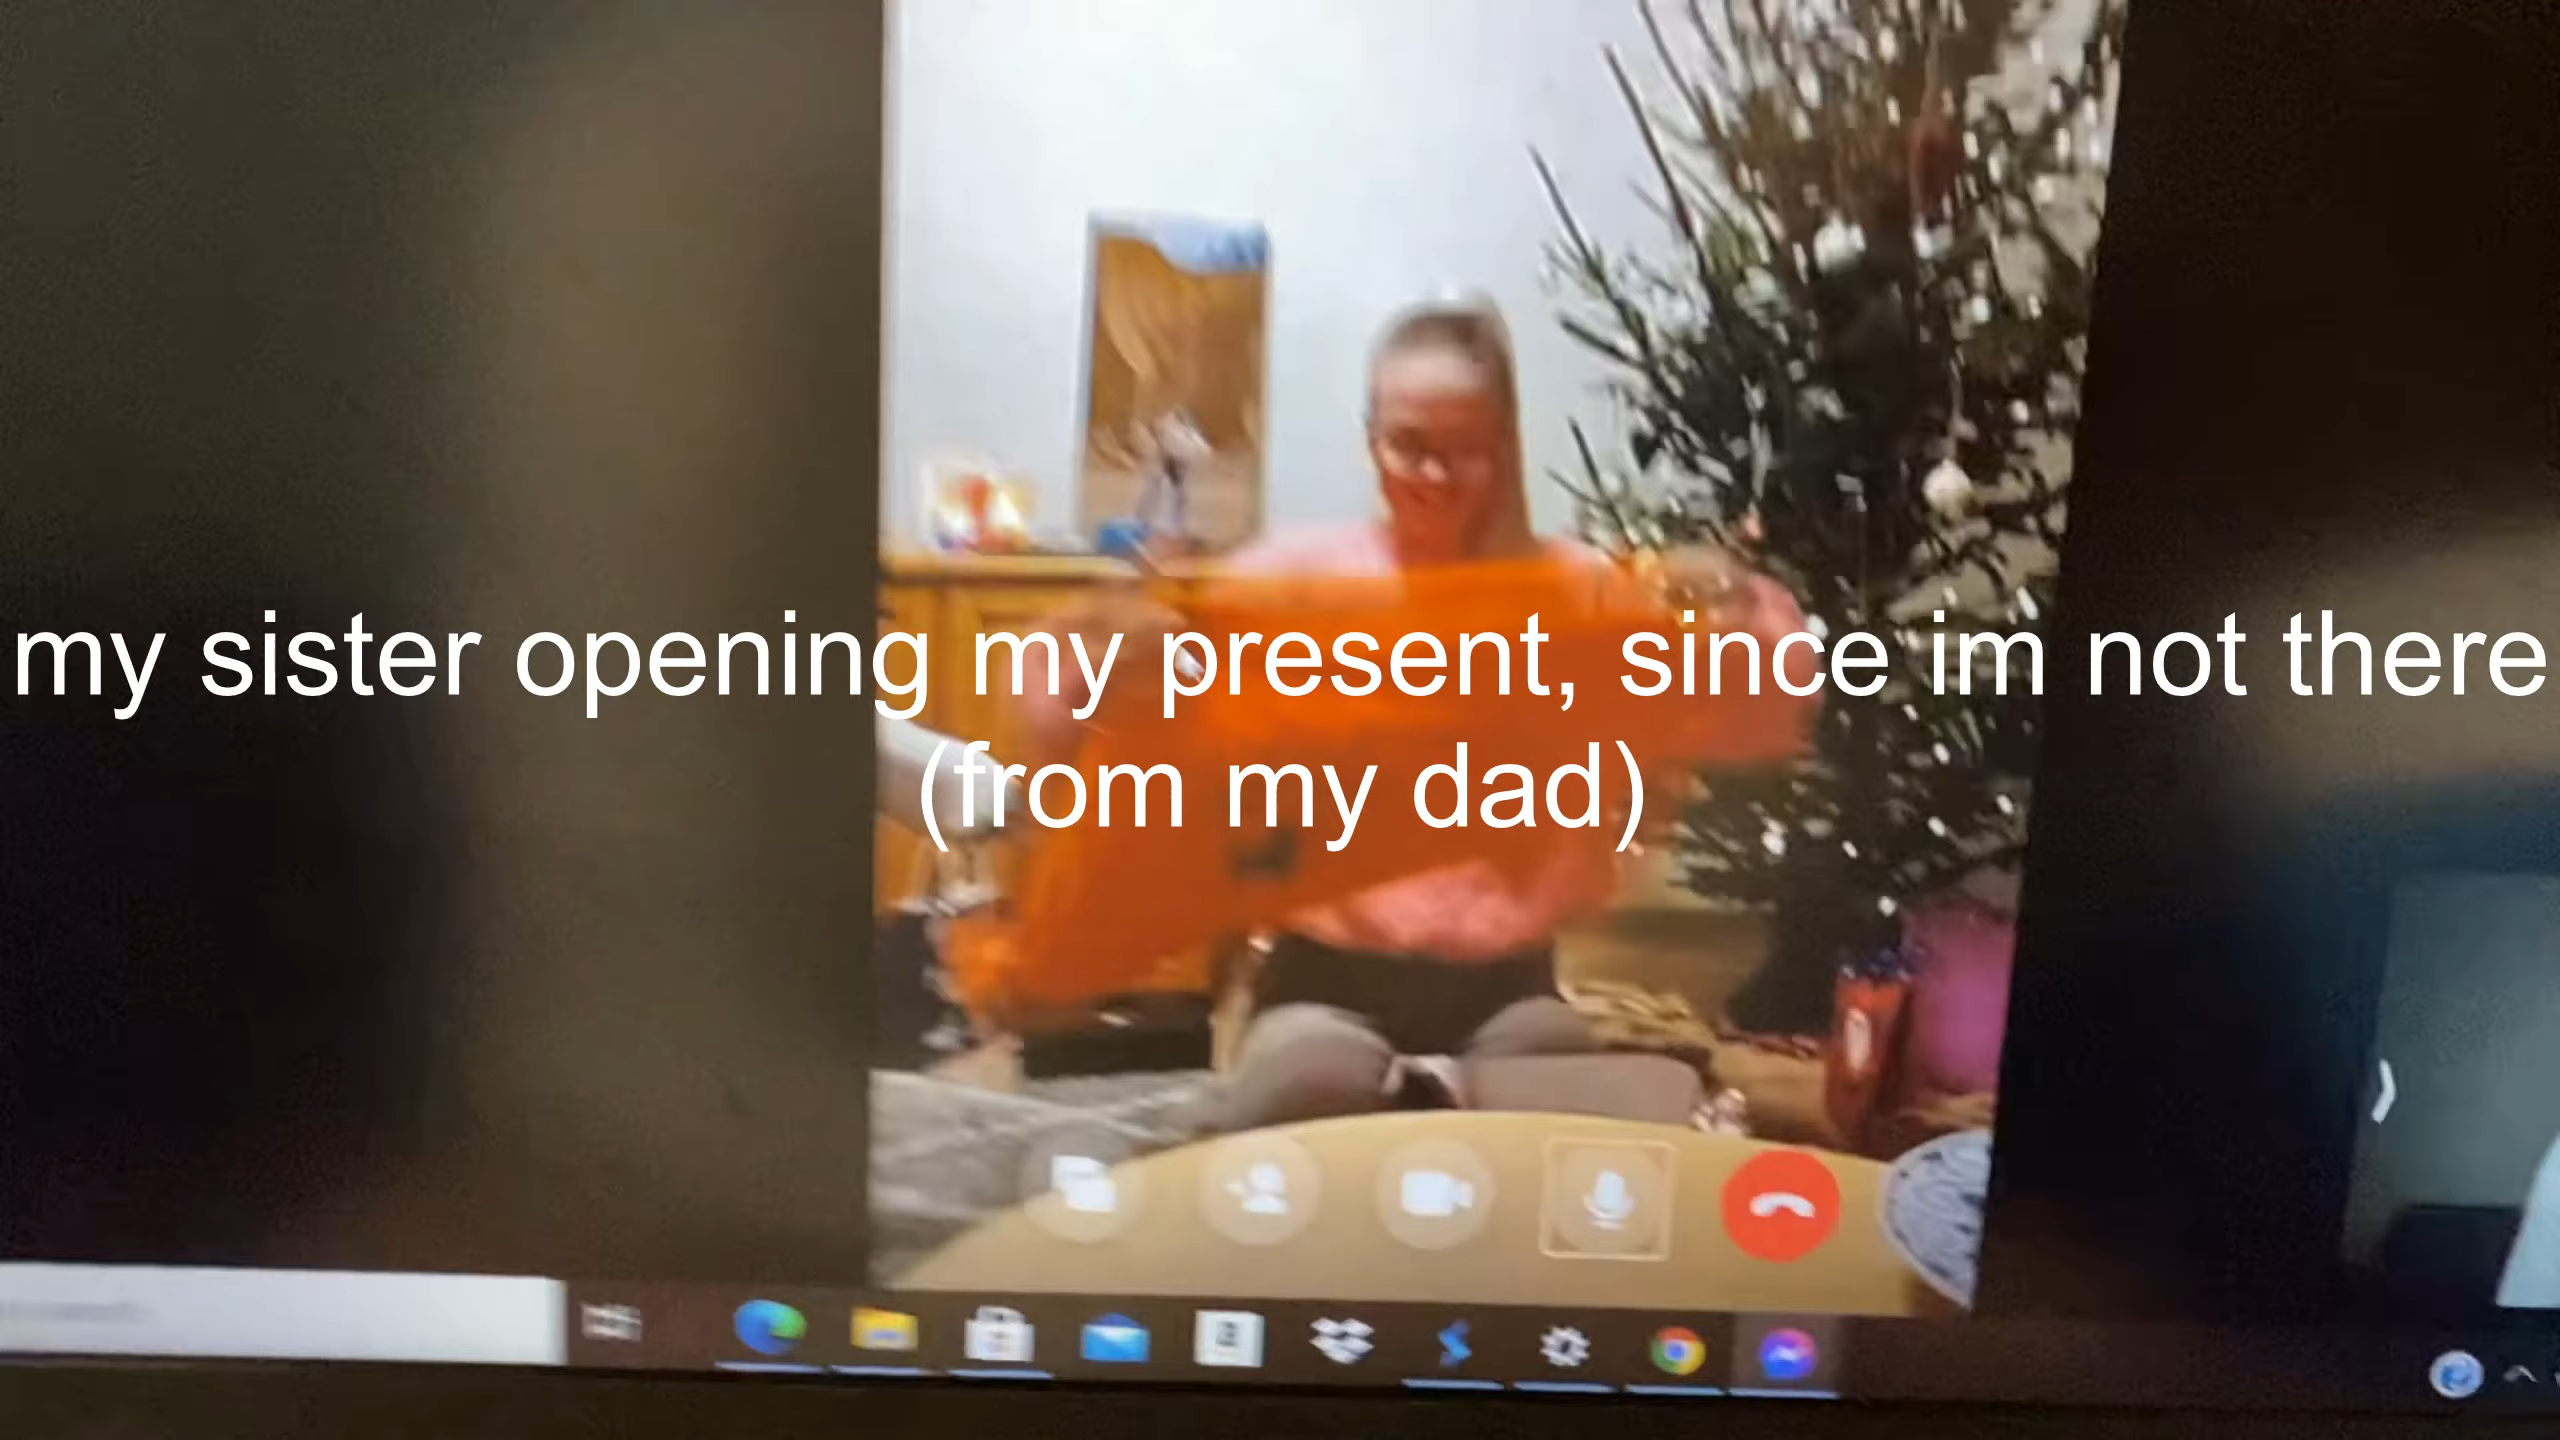 my sister opening my present, since im not there
(from my dad)